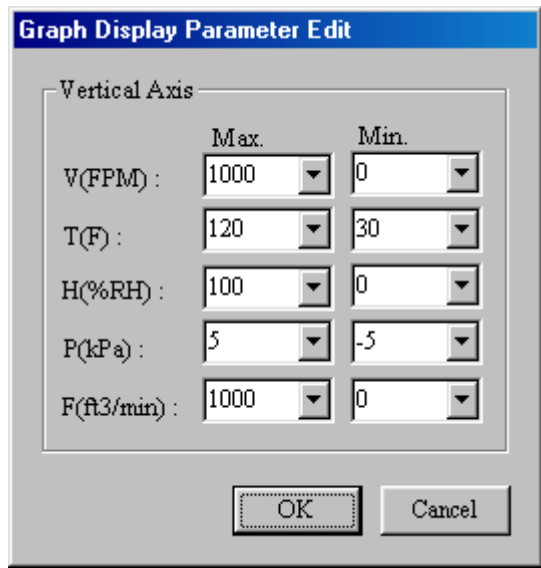 Graph Display Parameter Edit
Vertical Axis
Max. Min.
V(FPM) : 1000 0
T(F) : 120 30
H(%RH) : 100 0
P(kPa) : 5 -5
F(ft3/min) : 1000 0
OK Cancel